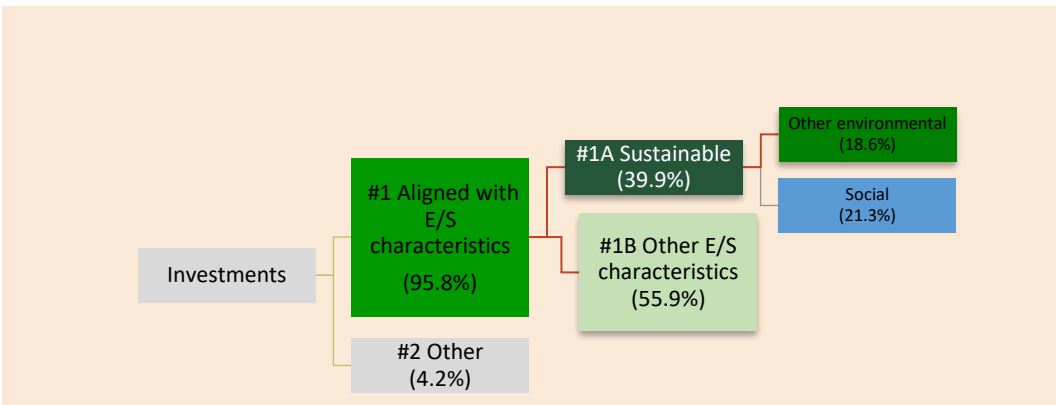 Investments
#1 Aligned with
E/S
characteristics
(95.8%)
#2 Other
(4.2%)
#1A Sustainable
(39.9%)
#1B Other E/S
characteristics
(55.9%)
Other environmental
(18.6%)
Social
(21.3%)